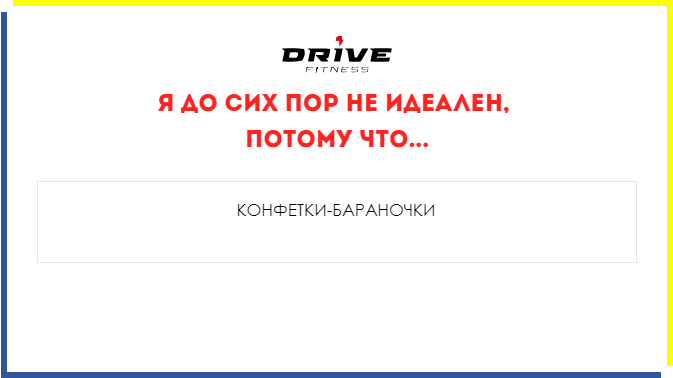 DRIVE
FITNESS
Я ДО СИХ ПОР НЕ ИДЕАЛЕН,
ПОТОМУ ЧТО...
КОНФЕТКИ-БАРАНОЧКИ